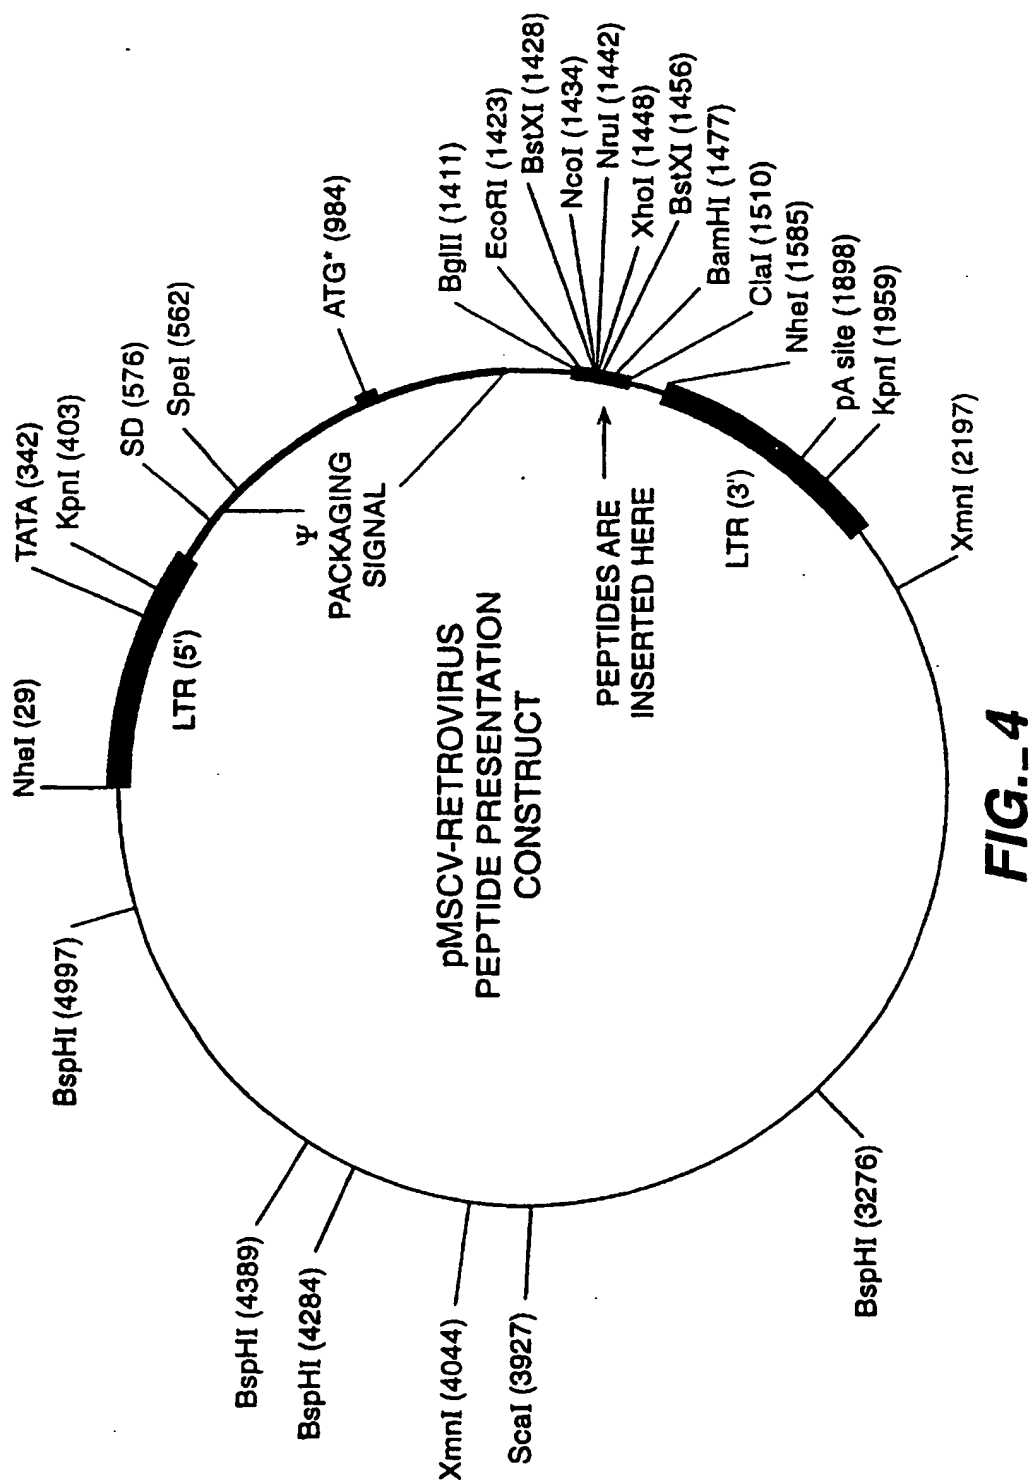 NheI (29)
TATA (342)
KpnI (403)
SD (576)
SpeI (562)
ATG* (984)
BglII (1411)
EcoRI (1423)
BstXI (1428)
NcoI (1434)
NruI (1442)
XhoI (1448)
BstXI (1456)
BamHI (1477)
ClaI (1510)
NheI (1585)
pA site (1898)
KpnI (1959)
XmnI (2197)
BspHI (3276)
ScaI (3927)
XmnI (4044)
BspHI (4284)
BspHI (4389)
BspHI (4997)
LTR (5')
Ψ
PACKAGING
SIGNAL
PEPTIDES ARE
INSERTED HERE
LTR (3')
pMSCV-RETROVIRUS
PEPTIDE PRESENTATION
CONSTRUCT
FIG._4